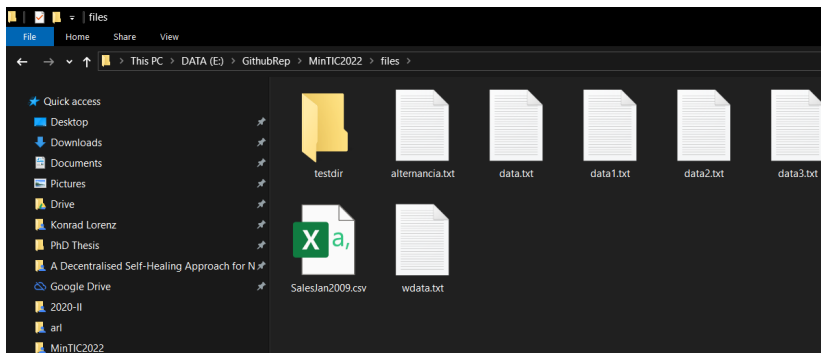 files
File Home Share View
This PC > DATA (E:) > GithubRep > MinTIC2022 > files >
Quick access
Desktop
Downloads
Documents
Pictures
Drive
Konrad Lorenz
PhD Thesis
A Decentralised Self-Healing Approach for N
Google Drive
2020-II
arl
MinTIC2022
testdir alternancia.txt data.txt data1.txt data2.txt data3.txt
X a,
SalesJan2009.csv wdata.txt